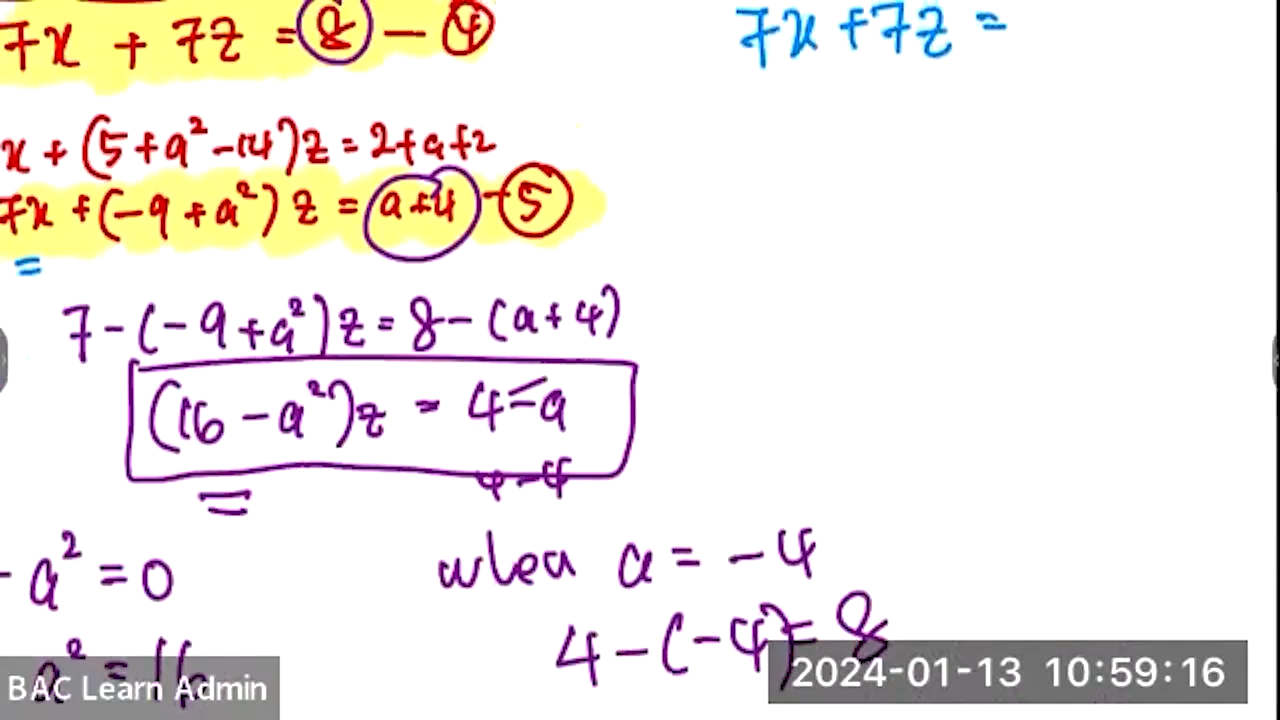 7x + 7z = 8 — ④
7x + 7z =
x + (5 + a² - 14) z = 2 + a + 2
7x + (-9 + a²) z = a + 4 - ⑤
=
7 - (-9 + a²) z = 8 - (a + 4)
(16 - a²) z = 4 - a
4 - 4
- a² = 0
when a = -4
4 - (-4) = 8
a² = 16
BAC Learn Admin
2024-01-13 10:59:16